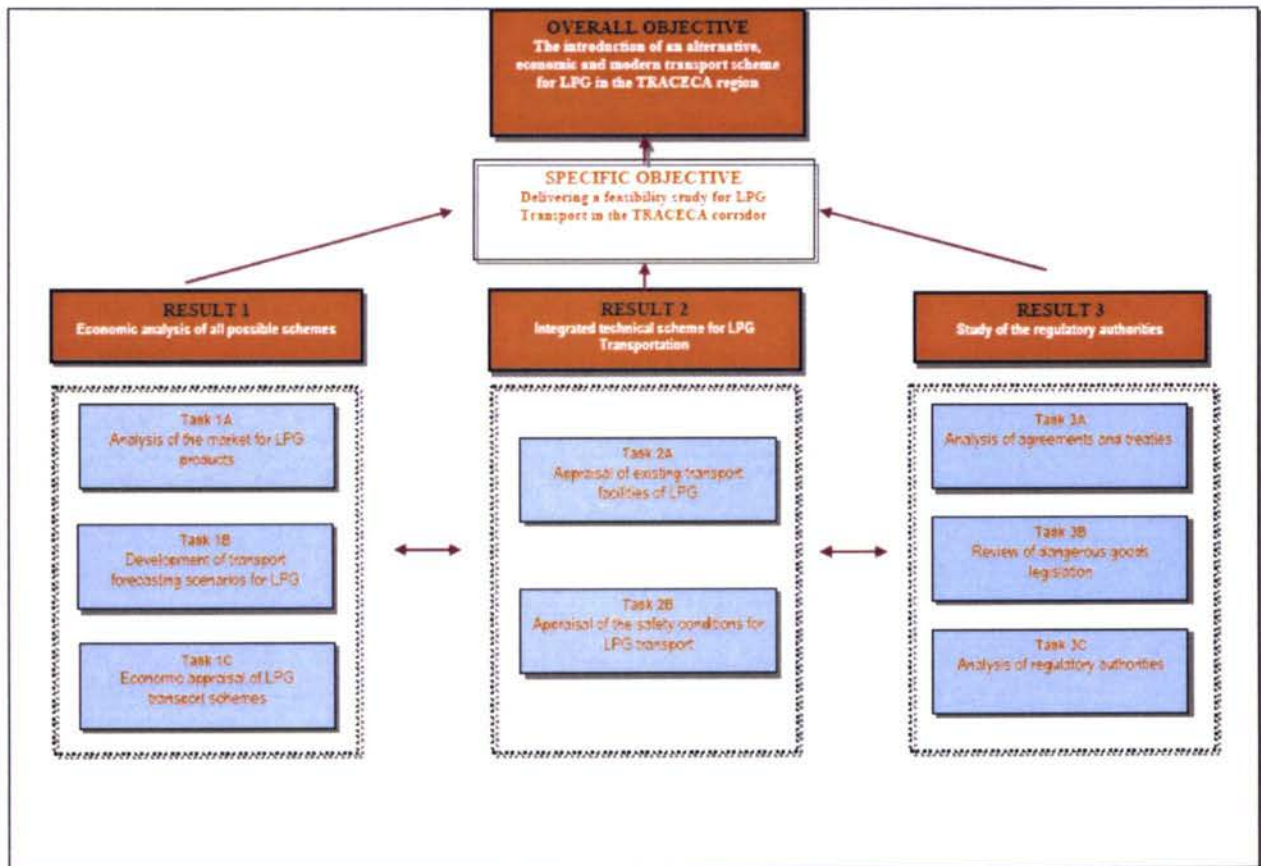 OVERALL OBJECTIVE
The introduction of an alternative,
economic and modern transport scheme
for LPG in the TRACECA region
SPECIFIC OBJECTIVE
Delivering a feasibility study for LPG
Transport in the TRACECA corridor
RESULT 1
Economic analysis of all possible schemes
RESULT 2
Integrated technical scheme for LPG
Transportation
RESULT 3
Study of the regulatory authorities
Task 1A
Analysis of the market for LPG
products
Task 1B
Development of transport
forecasting scenarios for LPG
Task 1C
Economic appraisal of LPG
transport schemes
Task 2A
Appraisal of existing transport
facilities of LPG
Task 2B
Appraisal of the safety conditions for
LPG transport
Task 3A
Analysis of agreements and treaties
Task 3B
Review of dangerous goods
legislation
Task 3C
Analysis of regulatory authorities